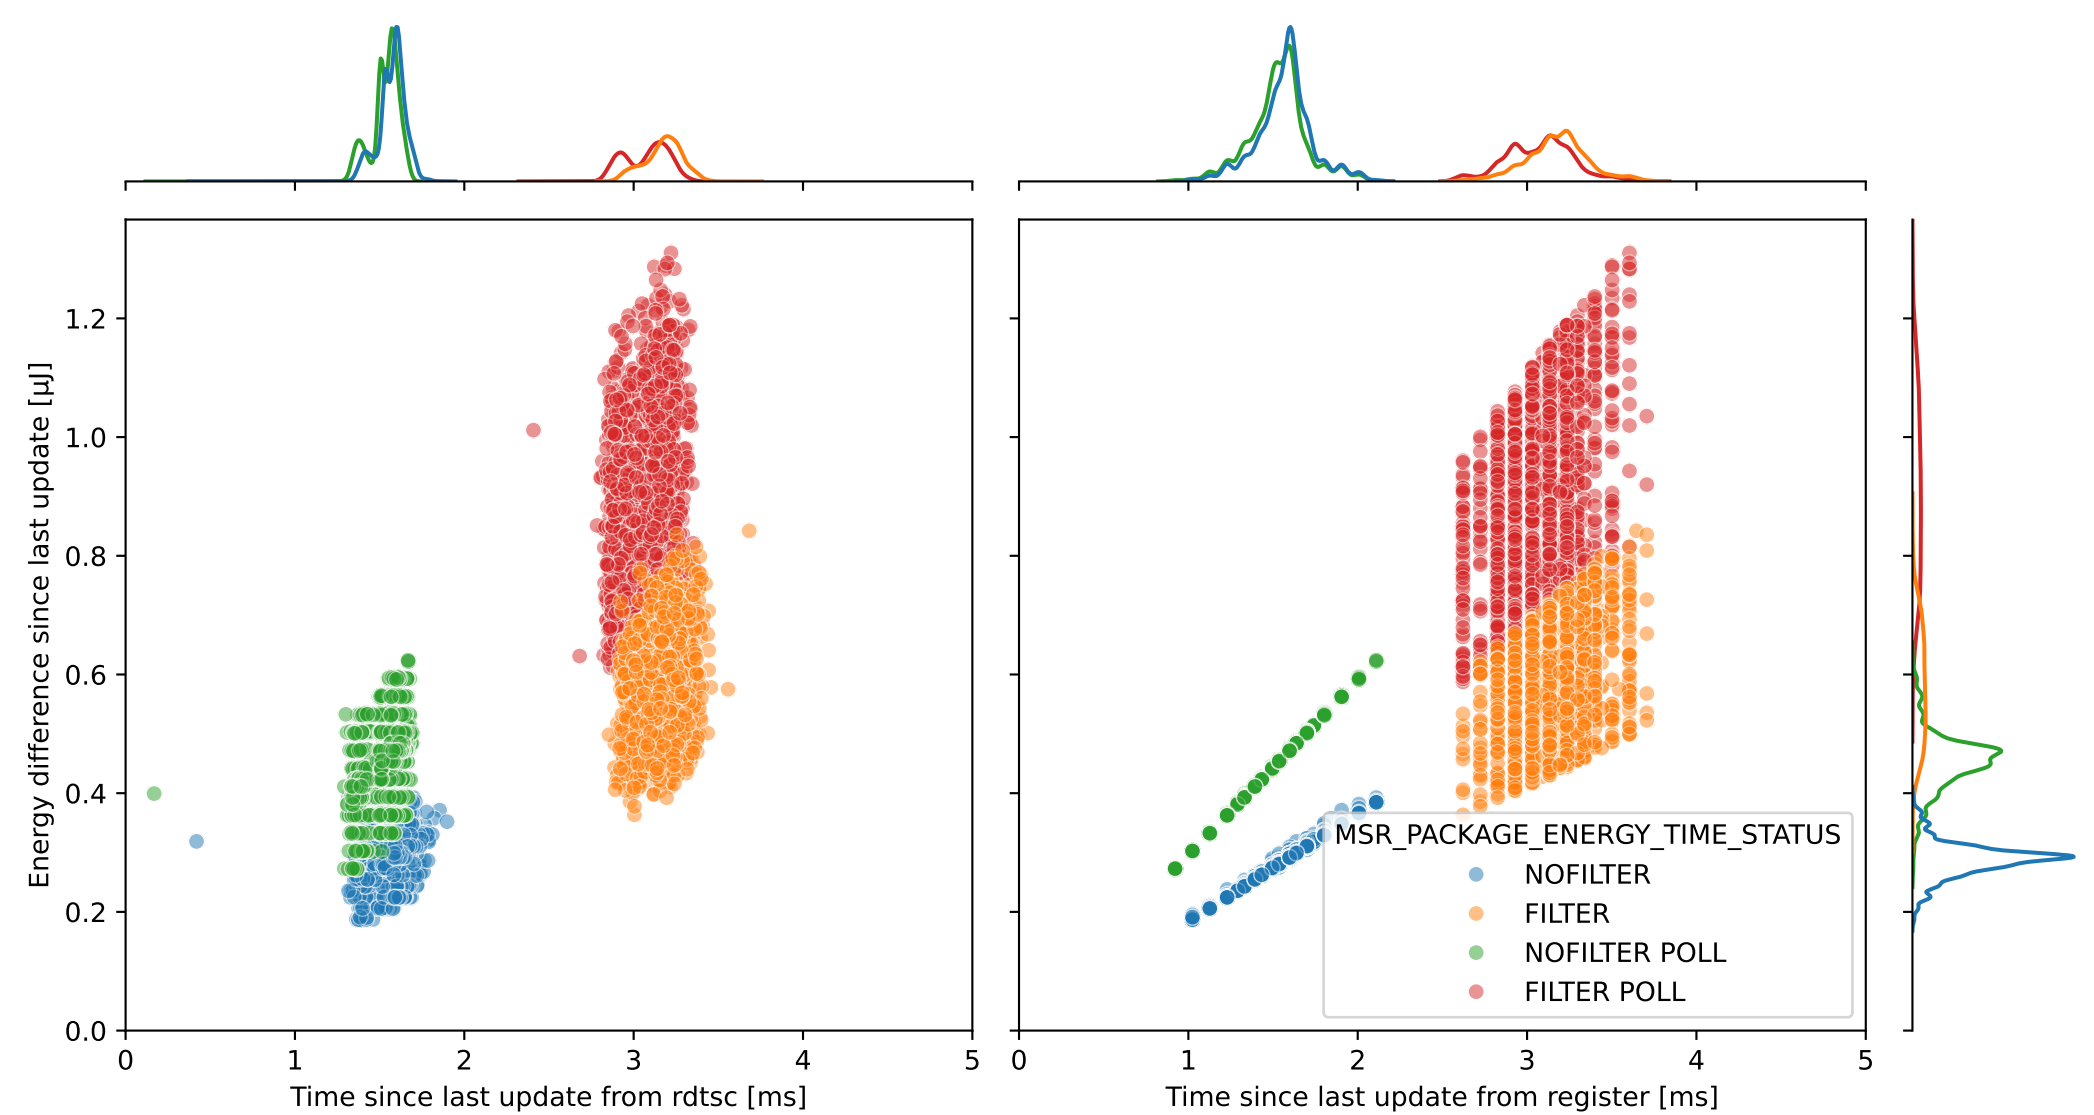 Energy difference since last update [µJ]
1.2
1.0
0.8
0.6
0.4
0.2
0.0
0 1 2 3 4 5
Time since last update from rdtsc [ms]
MSR_PACKAGE_ENERGY_TIME_STATUS
NOFILTER
FILTER
NOFILTER POLL
FILTER POLL
0 1 2 3 4 5
Time since last update from register [ms]